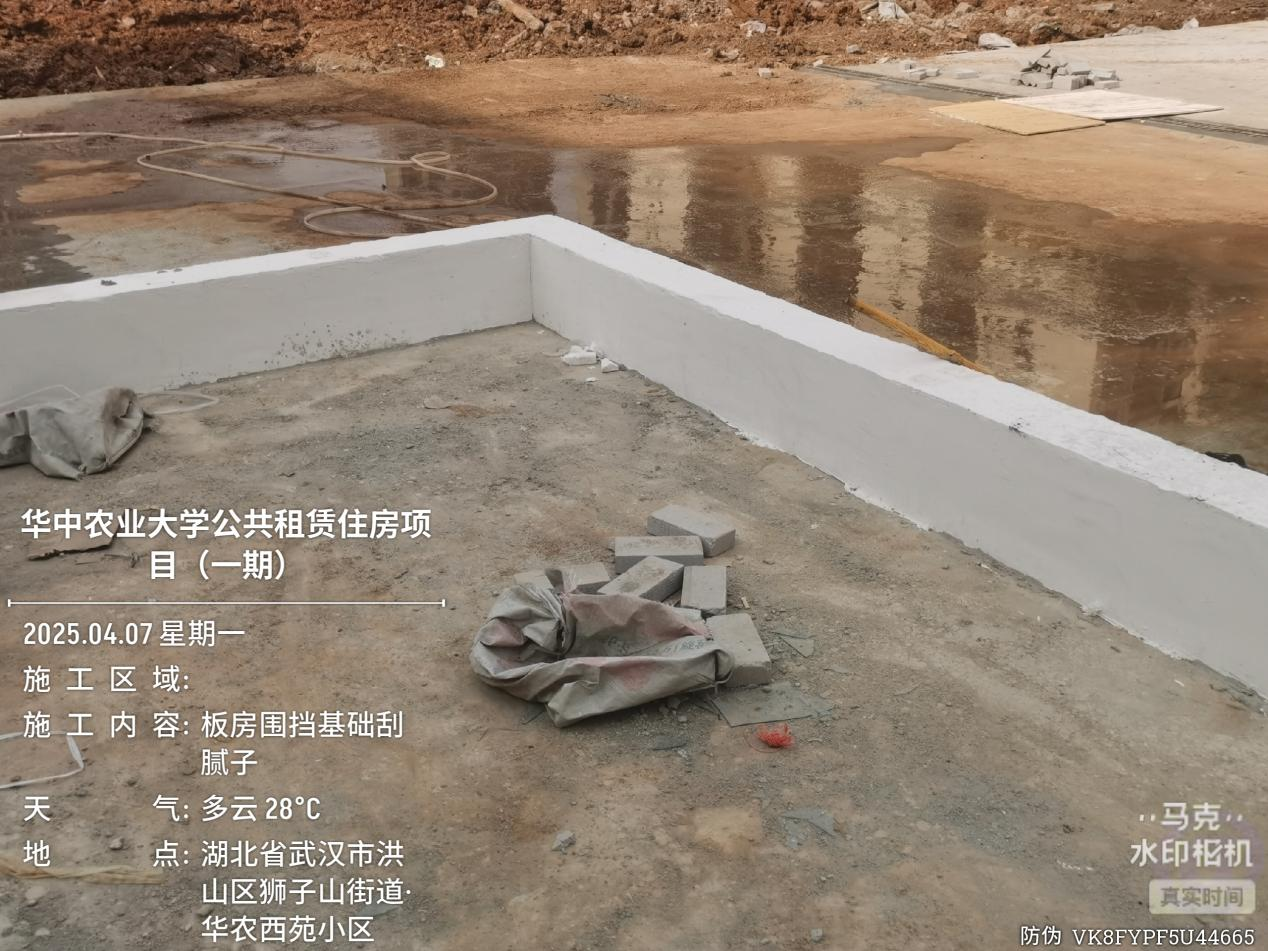 华中农业大学公共租赁住房项
目（一期）
2025.04.07 星期一
施工区域:
施工内容: 板房围挡基础刮
腻子
天气: 多云 28°C
地点: 湖北省武汉市洪
山区狮子山街道·
华农西苑小区
马克
水印相机
真实时间
防伪 VK8FYPF5U44665